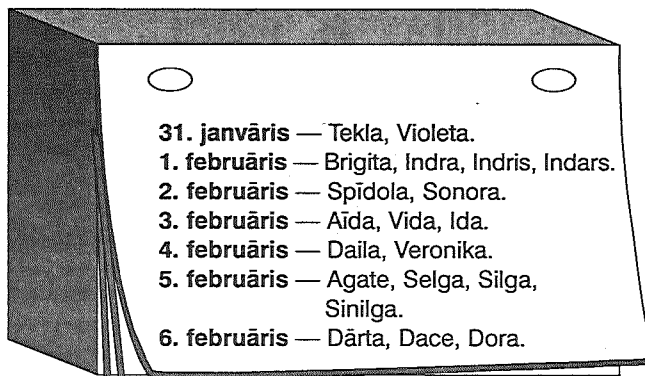 31. janvāris — Tekla, Violeta.
1. februāris — Brigita, Indra, Indris, Indars.
2. februāris — Spīdola, Sonora.
3. februāris — Aīda, Vida, Ida.
4. februāris — Daila, Veronika.
5. februāris — Agate, Selga, Silga,
Sinilga.
6. februāris — Dārta, Dace, Dora.